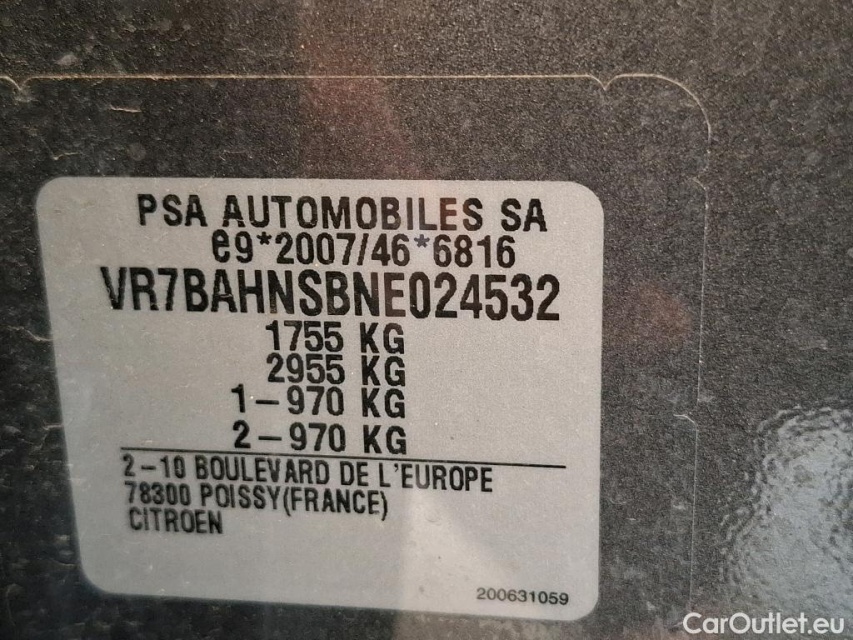 PSA AUTOMOBILES SA
e9*2007/46*6816
VR7BAHNSBNE024532
1755 KG
2955 KG
1-970 KG
2-970 KG
2-10 BOULEVARD DE L'EUROPE
78300 POISSY(FRANCE)
CITROEN
200631059
CarOutlet.eu